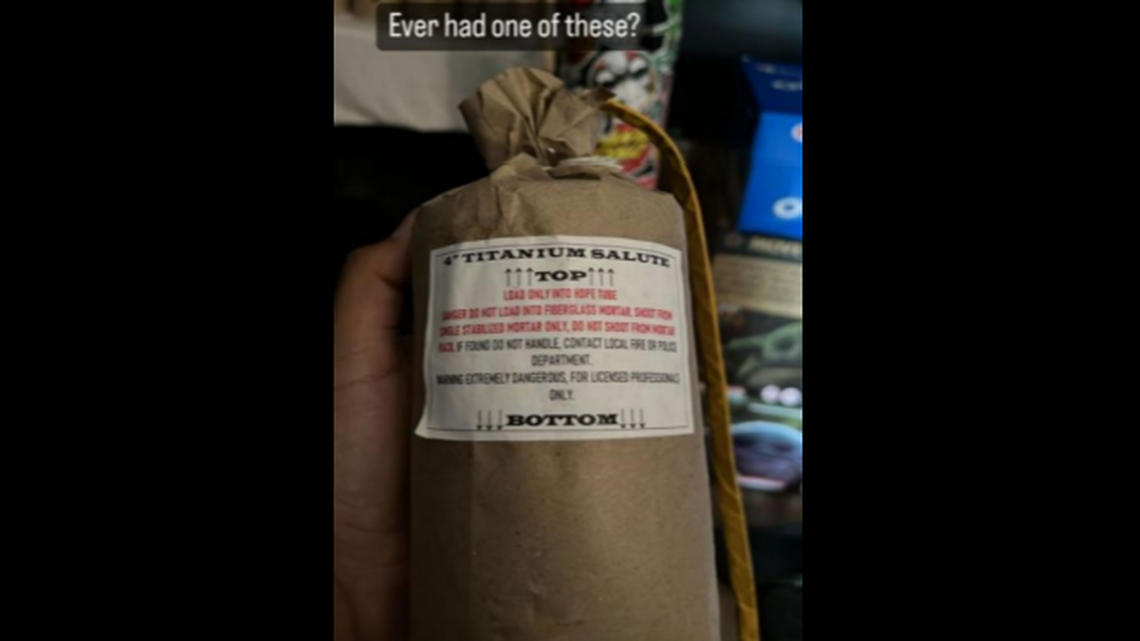 Ever had one of these?
4" TITANIUM SALUTE
↑↑↑TOP↑↑↑
LOAD ONLY INTO HDPE TUBE
DANGER DO NOT LOAD INTO FIBERGLASS MORTAR, SHOOT FROM
SINGLE STABILIZED MORTAR ONLY, DO NOT SHOOT FROM MORTAR
RACK, IF FOUND DO NOT HANDLE, CONTACT LOCAL FIRE OR POLICE
DEPARTMENT.
WARNING EXTREMELY DANGEROUS, FOR LICENSED PROFESSIONALS
ONLY.
↓↓↓BOTTOM↓↓↓